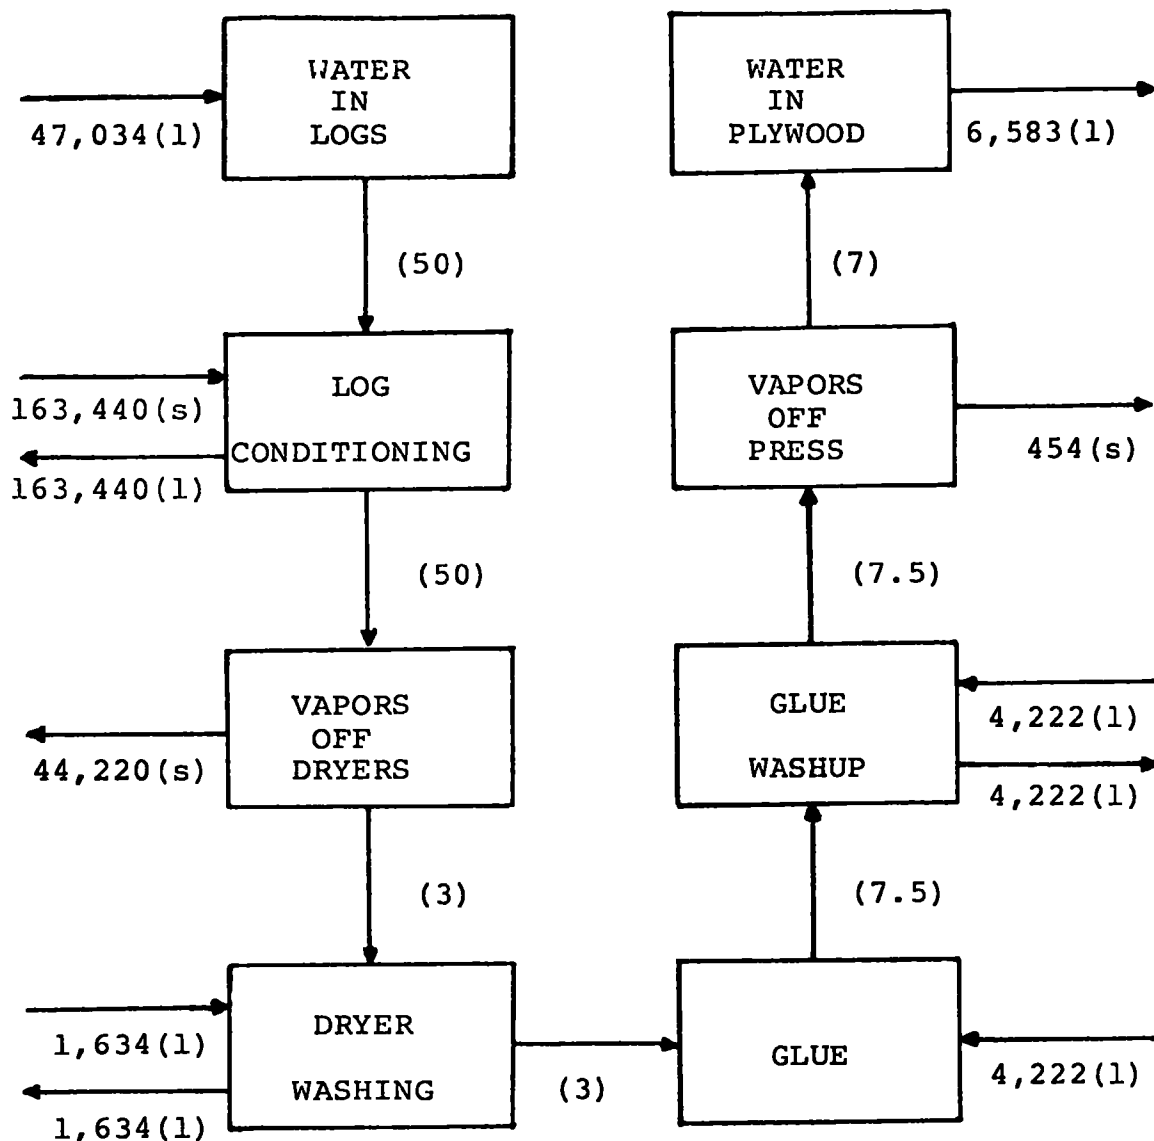 WATER
IN
LOGS
47,034(l)
(50)
LOG
CONDITIONING
163,440(s)
163,440(l)
(50)
VAPORS
OFF
DRYERS
44,220(s)
(3)
DRYER
WASHING
1,634(l)
1,634(l)
(3)
GLUE
4,222(l)
(7.5)
GLUE
WASHUP
4,222(l)
4,222(l)
(7.5)
VAPORS
OFF
PRESS
454(s)
(7)
WATER
IN
PLYWOOD
6,583(l)